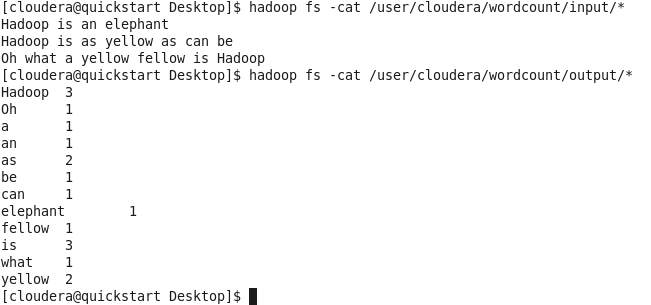 [cloudera@quickstart Desktop]$ hadoop fs -cat /user/cloudera/wordcount/input/*
Hadoop is an elephant
Hadoop is as yellow as can be
Oh what a yellow fellow is Hadoop
[cloudera@quickstart Desktop]$ hadoop fs -cat /user/cloudera/wordcount/output/*
Hadoop	3
Oh	1
a	1
an	1
as	2
be	1
can	1
elephant	1
fellow	1
is	3
what	1
yellow	2
[cloudera@quickstart Desktop]$